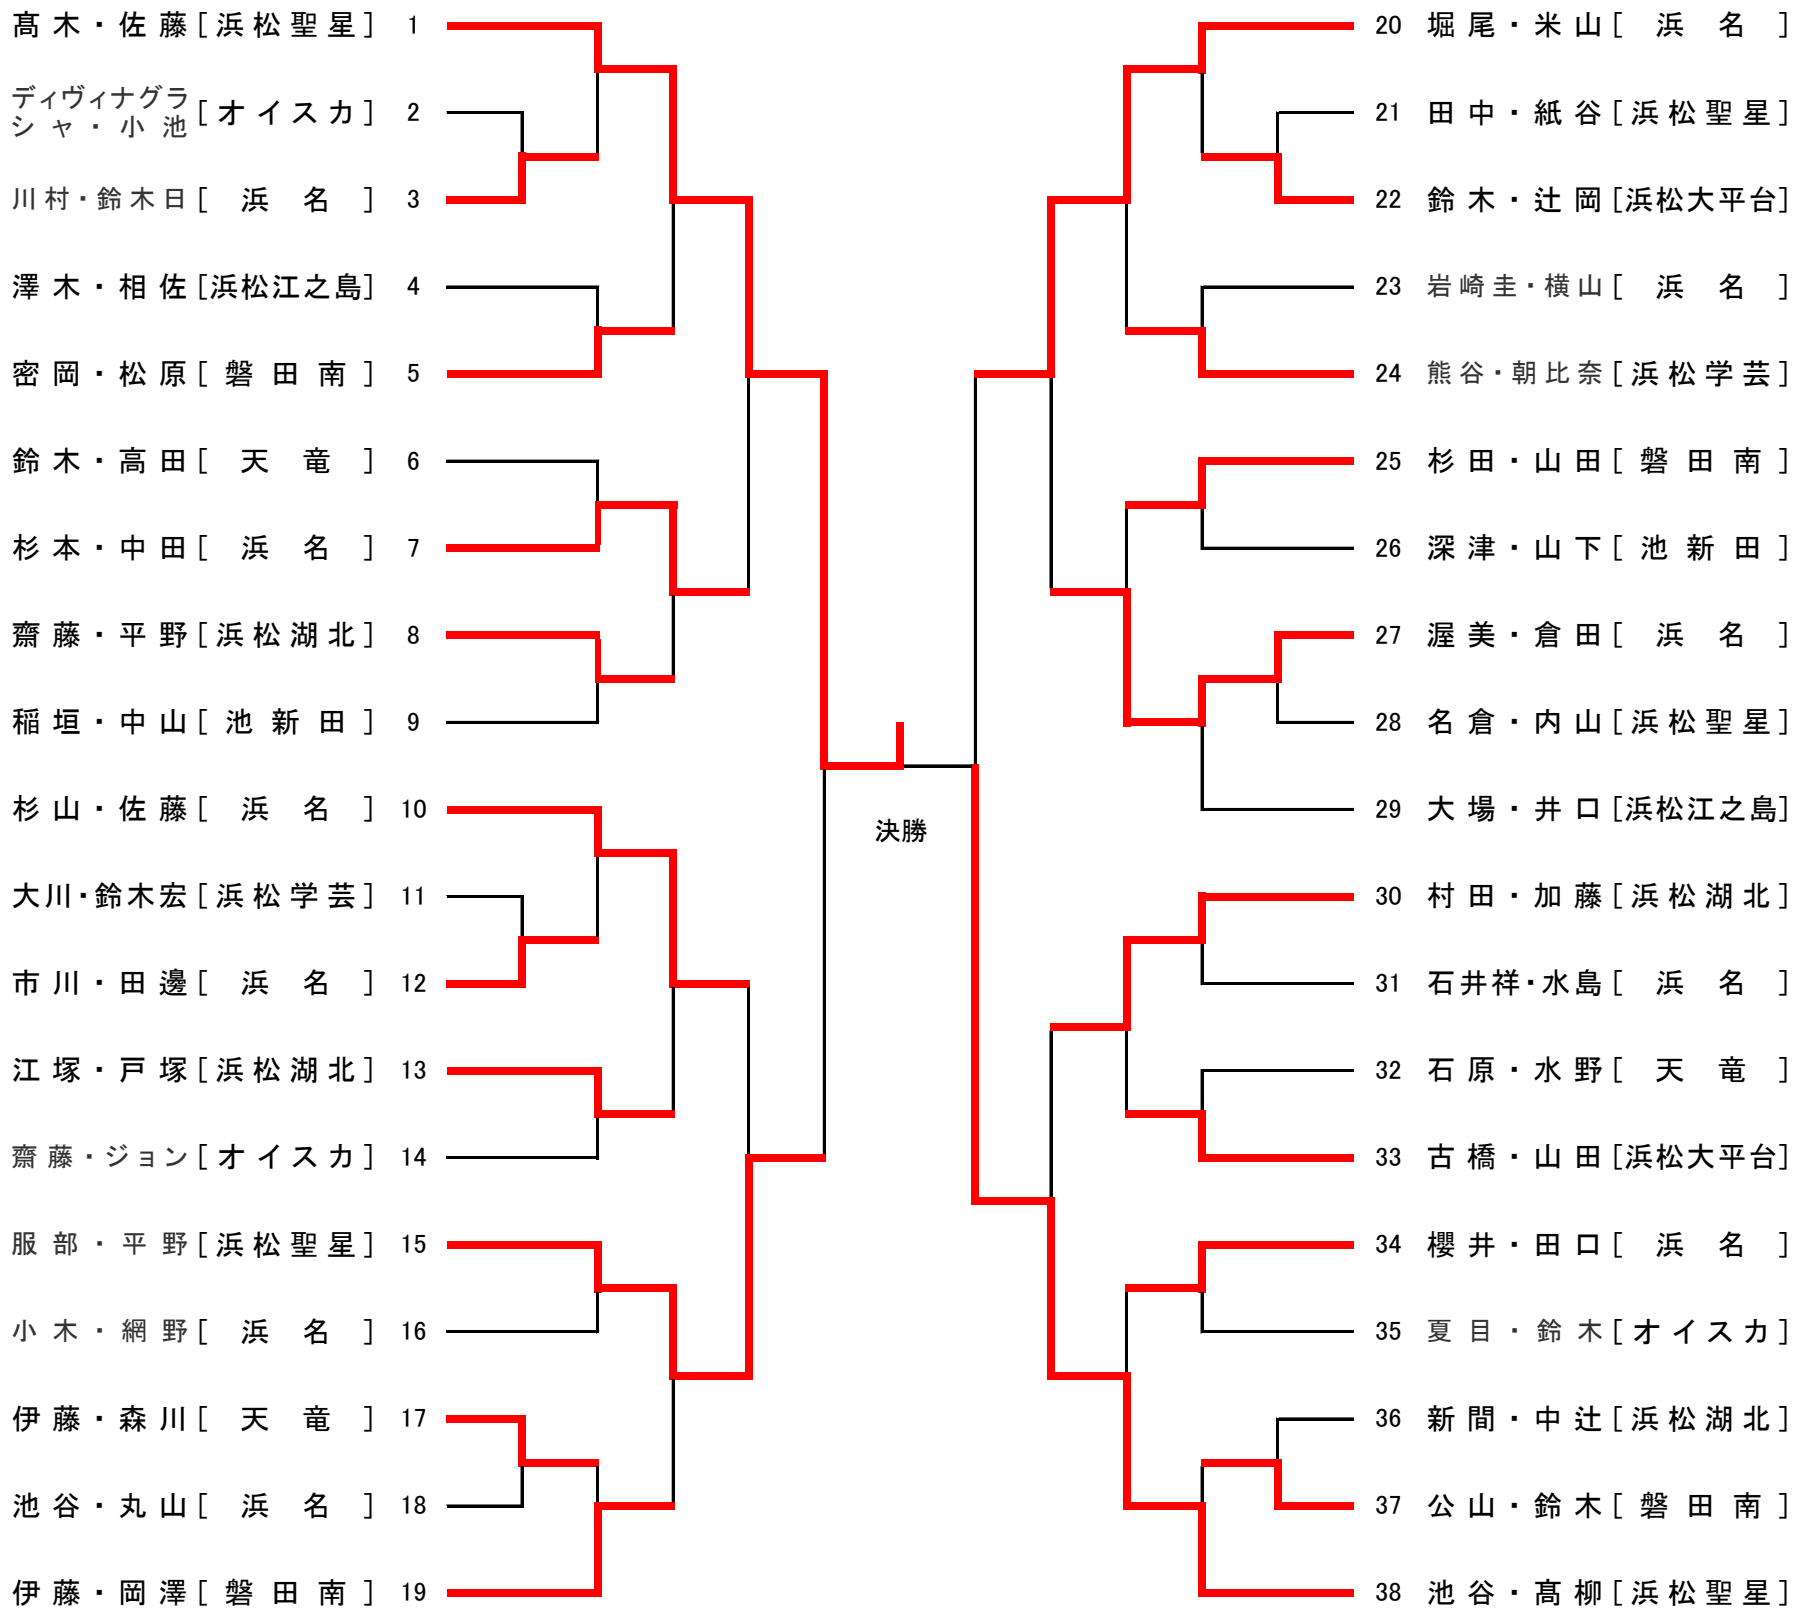 髙木・佐藤[浜松聖星] 1
ディヴィナグラ
シャ・小池[オイスカ] 2
川村・鈴木日[浜名] 3
澤木・相佐[浜松江之島] 4
密岡・松原[磐田南] 5
鈴木・高田[天竜] 6
杉本・中田[浜名] 7
齋藤・平野[浜松湖北] 8
稲垣・中山[池新田] 9
杉山・佐藤[浜名] 10
大川・鈴木宏[浜松学芸] 11
市川・田邊[浜名] 12
江塚・戸塚[浜松湖北] 13
齋藤・ジョン[オイスカ] 14
服部・平野[浜松聖星] 15
小木・網野[浜名] 16
伊藤・森川[天竜] 17
池谷・丸山[浜名] 18
伊藤・岡澤[磐田南] 19
決勝
20 堀尾・米山[浜名]
21 田中・紙谷[浜松聖星]
22 鈴木・辻岡[浜松大平台]
23 岩崎圭・横山[浜名]
24 熊谷・朝比奈[浜松学芸]
25 杉田・山田[磐田南]
26 深津・山下[池新田]
27 渥美・倉田[浜名]
28 名倉・内山[浜松聖星]
29 大場・井口[浜松江之島]
30 村田・加藤[浜松湖北]
31 石井祥・水島[浜名]
32 石原・水野[天竜]
33 古橋・山田[浜松大平台]
34 櫻井・田口[浜名]
35 夏目・鈴木[オイスカ]
36 新間・中辻[浜松湖北]
37 公山・鈴木[磐田南]
38 池谷・髙柳[浜松聖星]